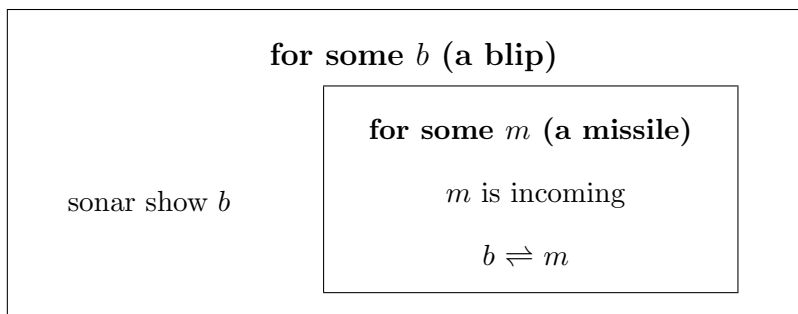 for some b (a blip)
for some m (a missile)
sonar show b
m is incoming
b ⇌ m